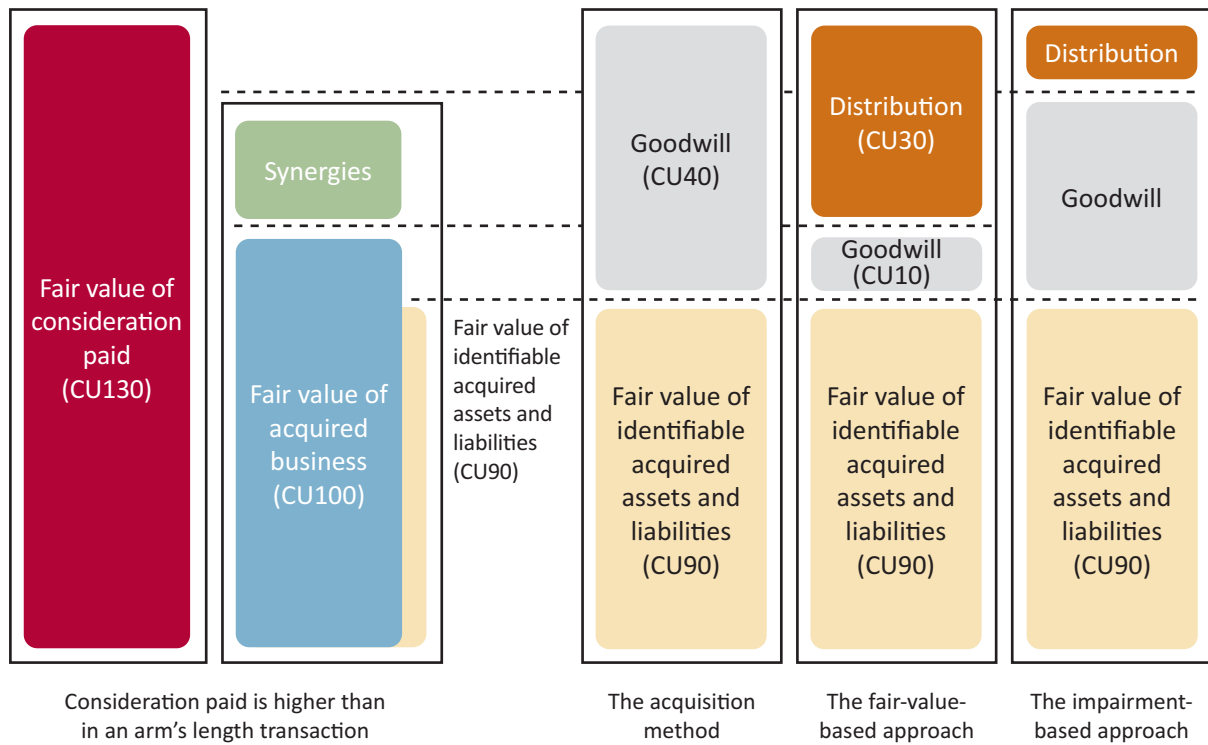 Fair value of
consideration
paid
(CU130)
Synergies
Fair value of
acquired
business
(CU100)
Fair value of
identifiable
acquired
assets and
liabilities
(CU90)
Goodwill
(CU40)
Fair value of
identifiable
acquired
assets and
liabilities
(CU90)
Distribution
(CU30)
Goodwill
(CU10)
Fair value of
identifiable
acquired
assets and
liabilities
(CU90)
Distribution
Goodwill
Fair value of
identifiable
acquired
assets and
liabilities
(CU90)
Consideration paid is higher than
in an arm’s length transaction
The acquisition
method
The fair-value-
based approach
The impairment-
based approach